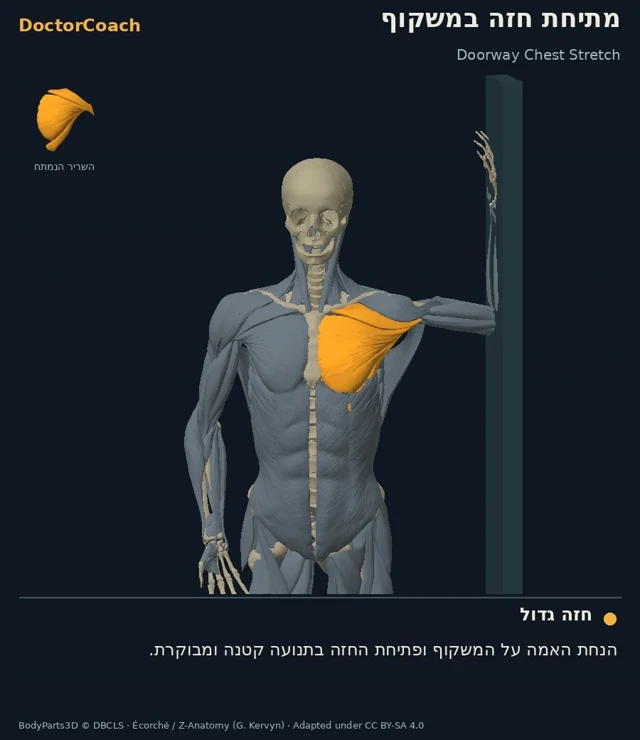 DoctorCoach
מתיחת חזה במשקוף
Doorway Chest Stretch
השריר הנמתח
חזה גדול
הנחת האמה על המשקוף ופתיחת החזה בתנועה קטנה ומבוקרת.
BodyParts3D © DBCLS · Écorché / Z-Anatomy (G. Kervyn) · Adapted under CC BY-SA 4.0